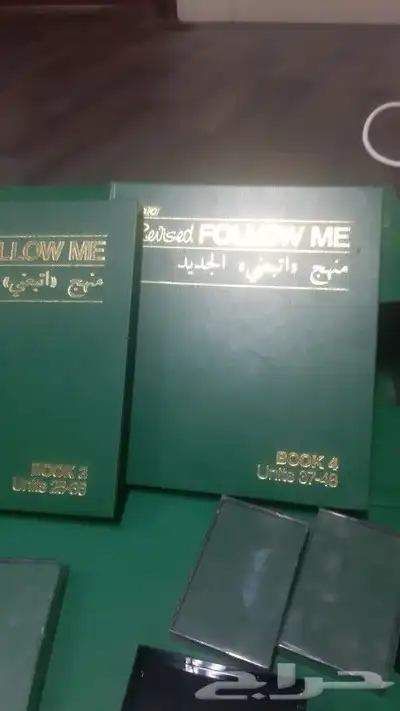 LLOW ME
منهج «اتبعني»
BOOK 3
Units 25-36
Revised FOLLOW ME
منهج «اتبعني» الجديد
BOOK 4
Units 37-48
حراج